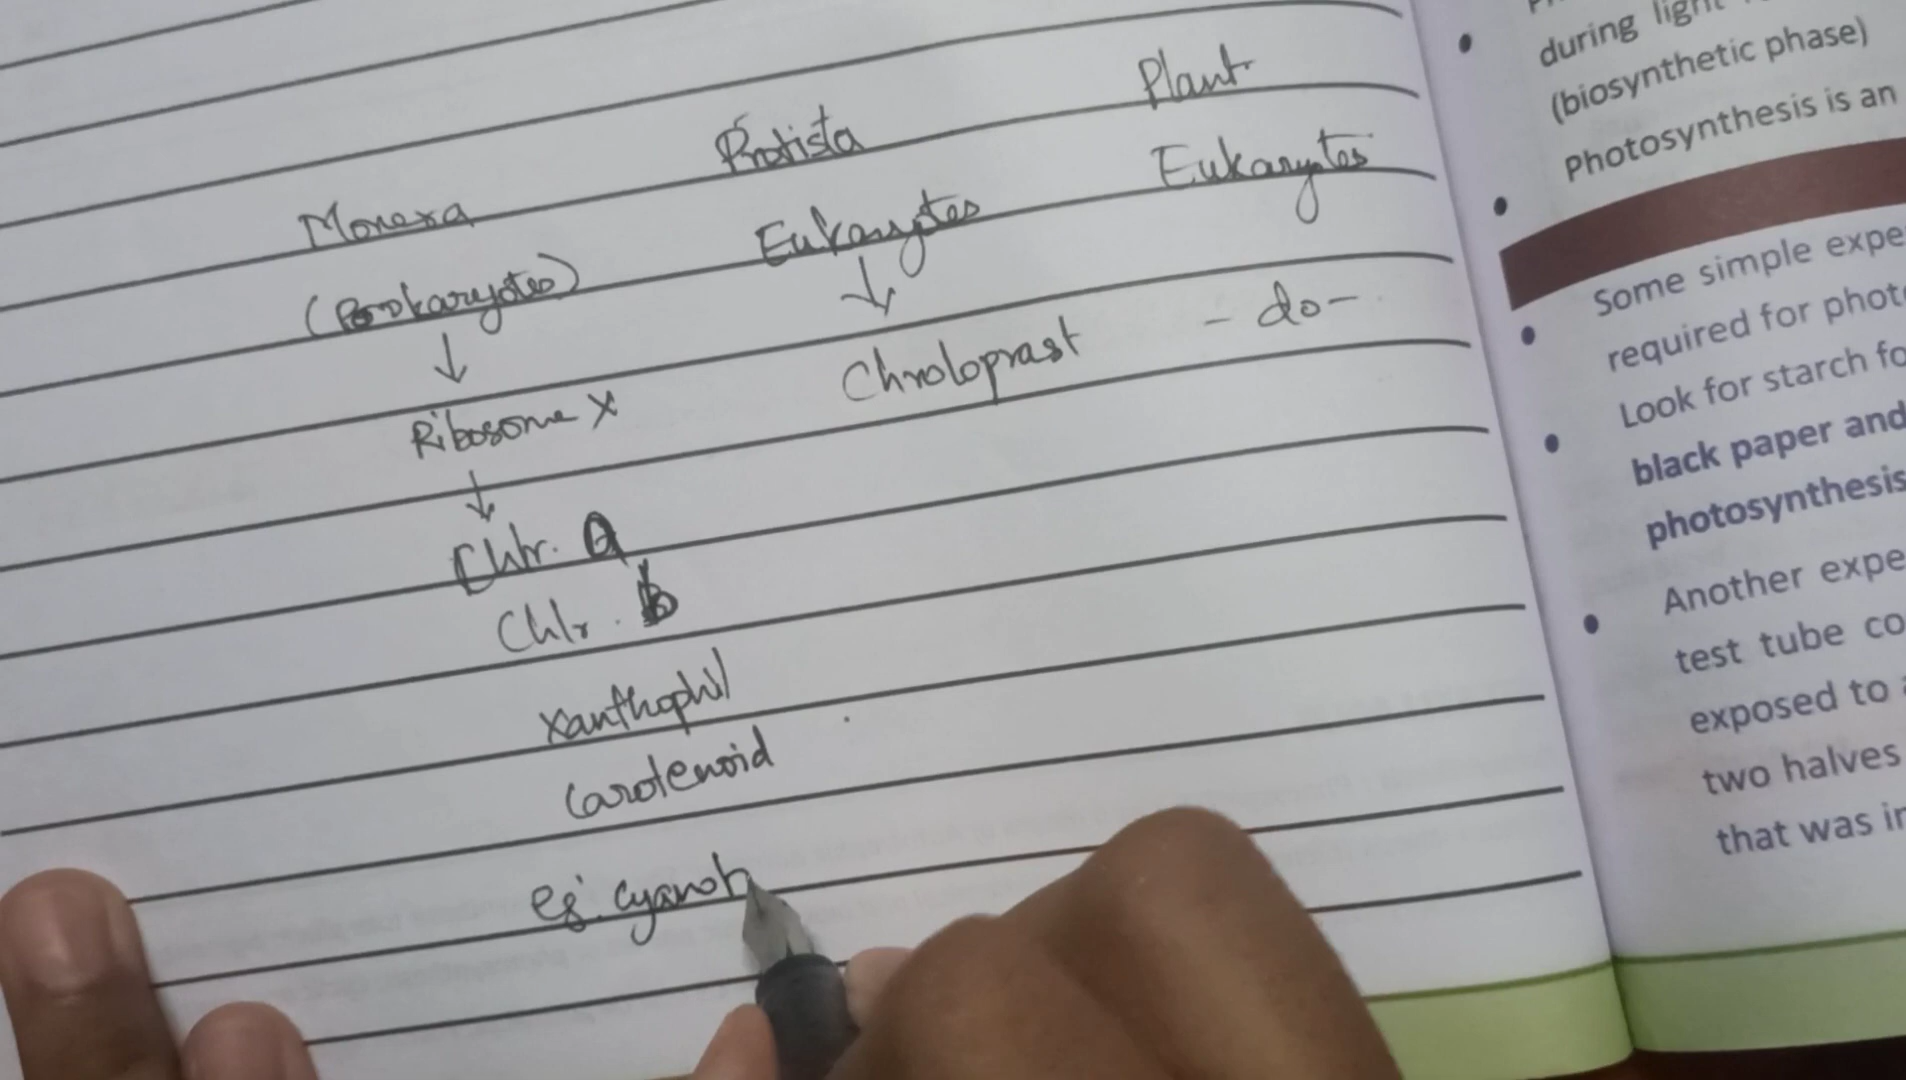 Monera
(Prokaryotes)
↓
Ribosome x
↓
Chlr. a
Chlr. b
Xanthophil
Carotenoid
eg. cyanob
Protista
Eukaryotes
↓
Chroloprast
Plant
Eukaryotes
- do -
during light
(biosynthetic phase)
Photosynthesis is an
Some simple expe
required for phot
Look for starch fo
black paper and
photosynthesis
Another expe
test tube co
exposed to a
two halves
that was in